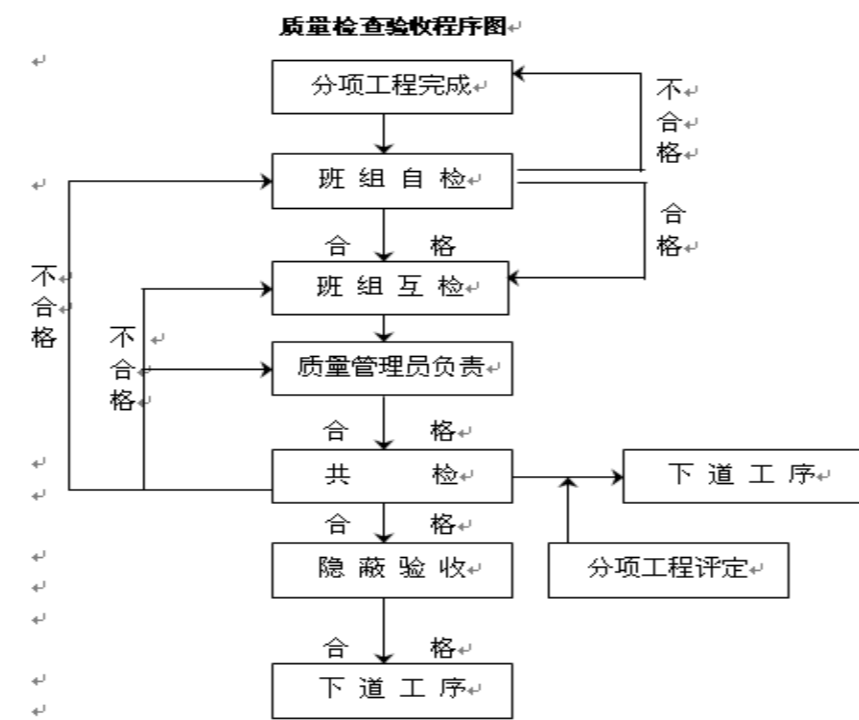 质量检查验收程序图
分项工程完成
不
合
格
班 组 自 检
合
格
合 格
班 组 互 检
不
合
格
不
合
格
质量管理员负责
合 格
共 检
下 道 工 序
合 格
隐 蔽 验 收
分项工程评定
合 格
下 道 工 序